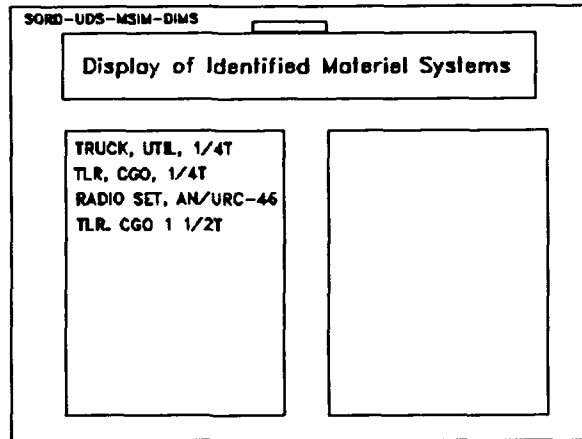 SORD-UDS-MSIM-DIMS
Display of Identified Materiel Systems
TRUCK, UTIL, 1/4T
TLR, CGO, 1/4T
RADIO SET, AN/URC-46
TLR. CGO 1 1/2T